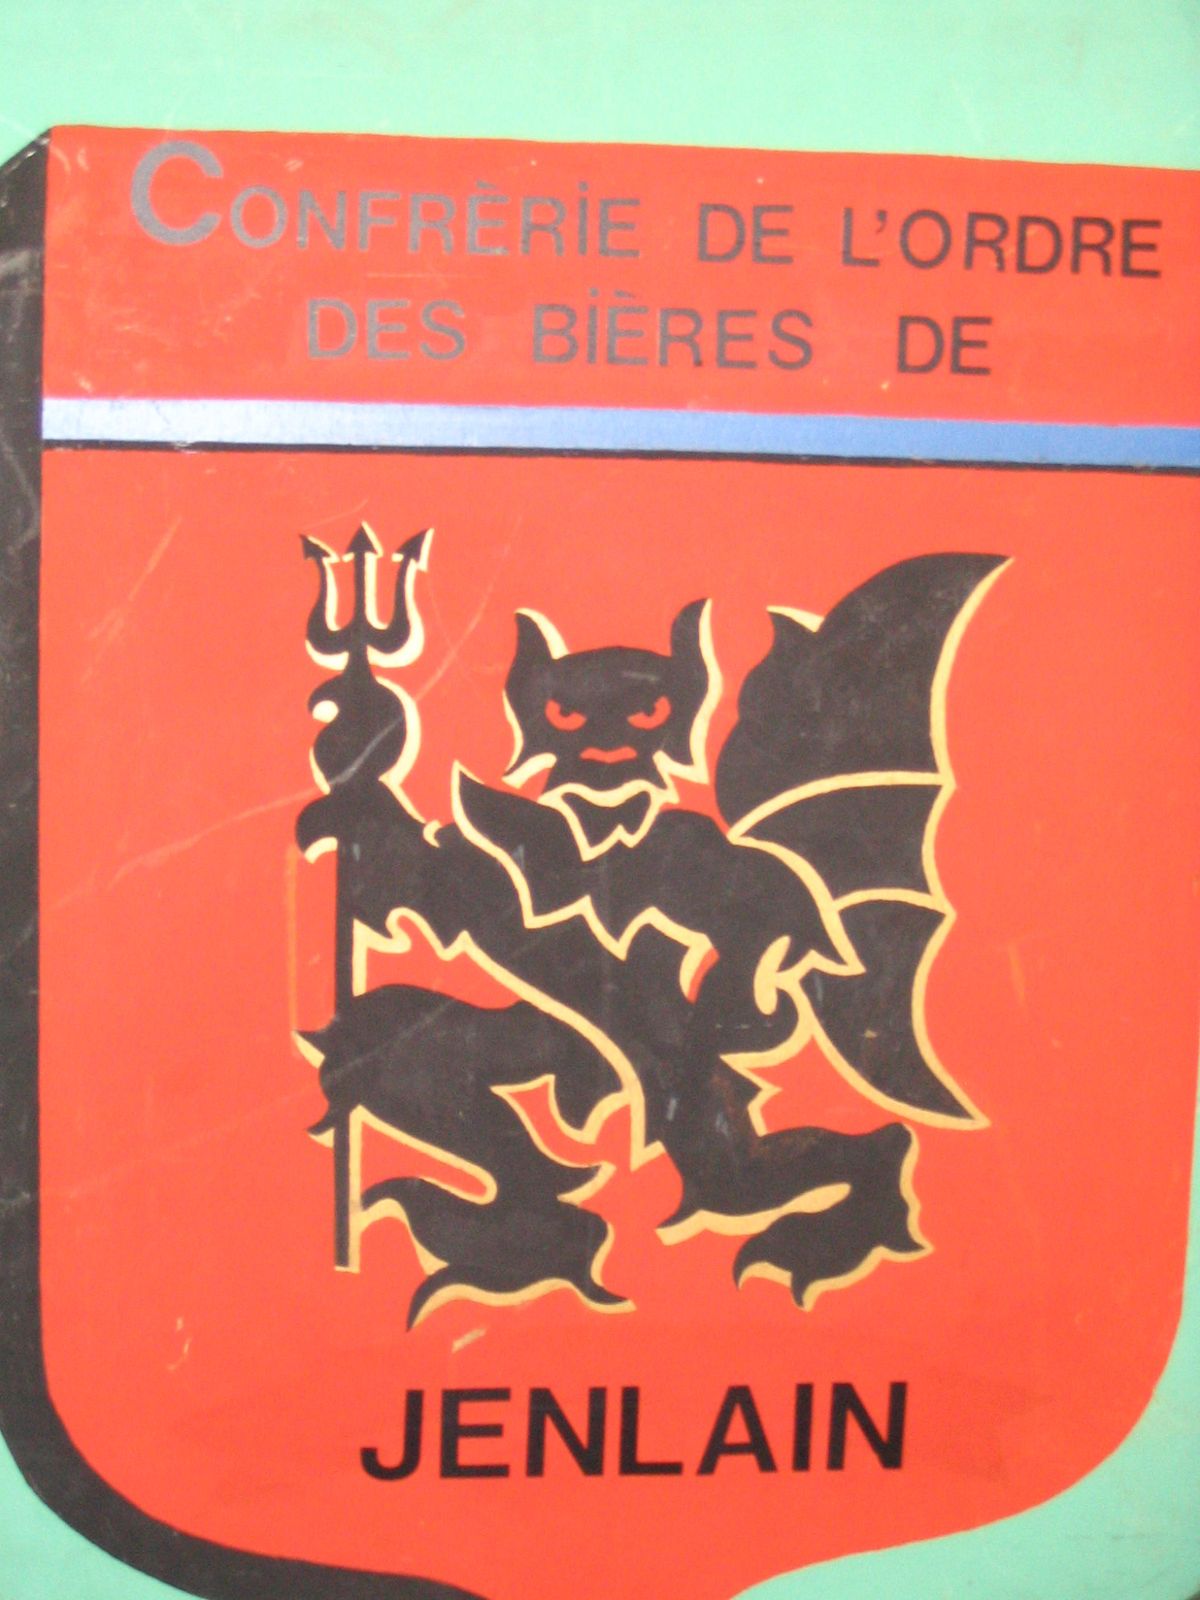 CONFRÈRIE DE L'ORDRE
DES BIÈRES DE
JENLAIN